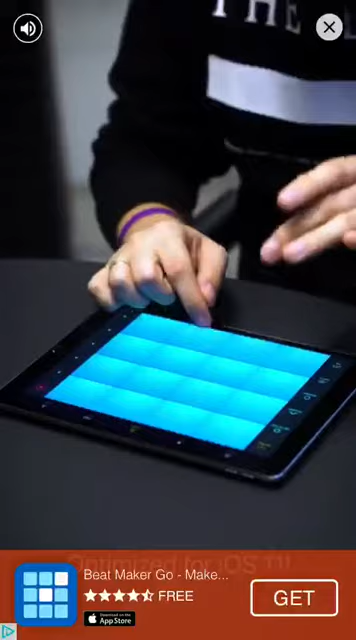 THE
Optimized for iOS 11!
Beat Maker Go - Make...
FREE
GET
Download on the
App Store